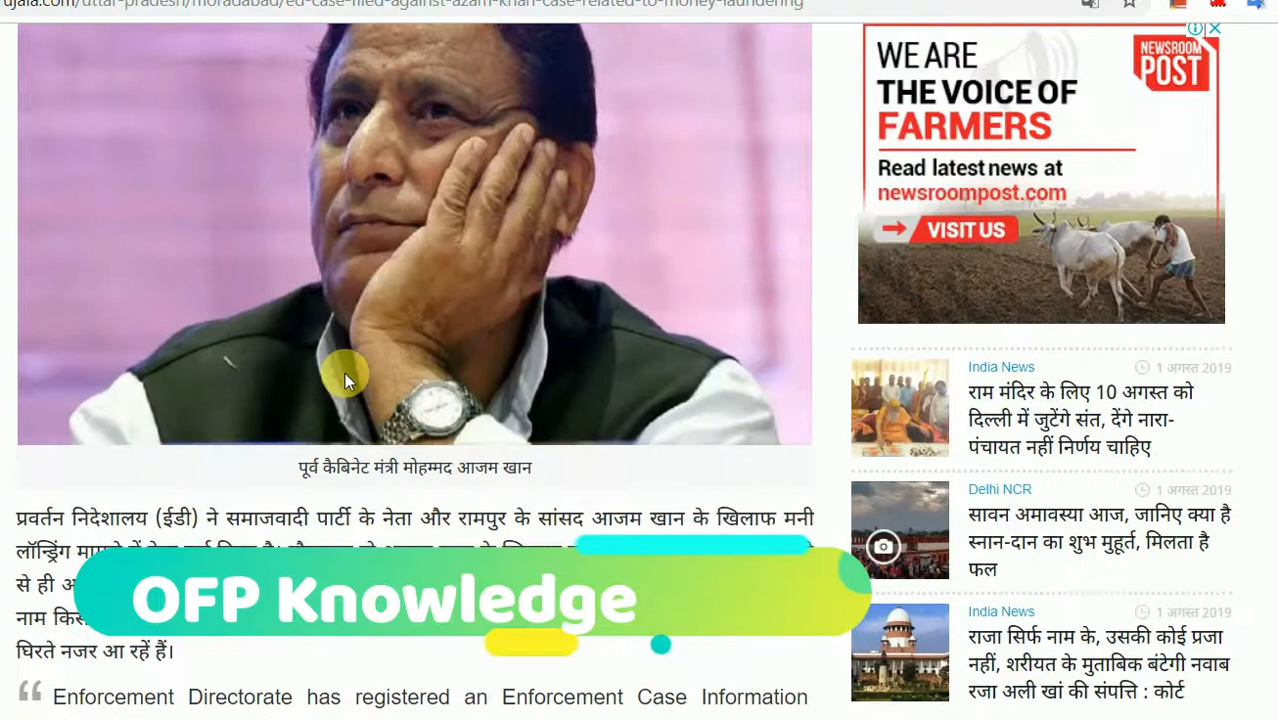 ujala.com/uttar-pradesh/moradabad/ed-case-filed-against-azam-khan-case-related-to-money-laundering
WE ARE
THE VOICE OF
FARMERS
NEWSROOM
POST
Read latest news at
newsroompost.com
VISIT US
पूर्व कैबिनेट मंत्री मोहम्मद आजम खान
प्रवर्तन निदेशालय (ईडी) ने समाजवादी पार्टी के नेता और रामपुर के सांसद आजम खान के खिलाफ मनी
लॉन्ड्रिंग
से ही
नाम
घिरते नजर आ रहें हैं।
OFP Knowledge
“ Enforcement Directorate has registered an Enforcement Case Information
India News 1 अगस्त 2019
राम मंदिर के लिए 10 अगस्त को
दिल्ली में जुटेंगे संत, देंगे नारा-
पंचायत नहीं निर्णय चाहिए
Delhi NCR 1 अगस्त 2019
सावन अमावस्या आज, जानिए क्या है
स्नान-दान का शुभ मुहूर्त, मिलता है
फल
India News 1 अगस्त 2019
राजा सिर्फ नाम के, उसकी कोई प्रजा
नहीं, शरीयत के मुताबिक बंटेगी नवाब
रजा अली खां की संपत्ति : कोर्ट